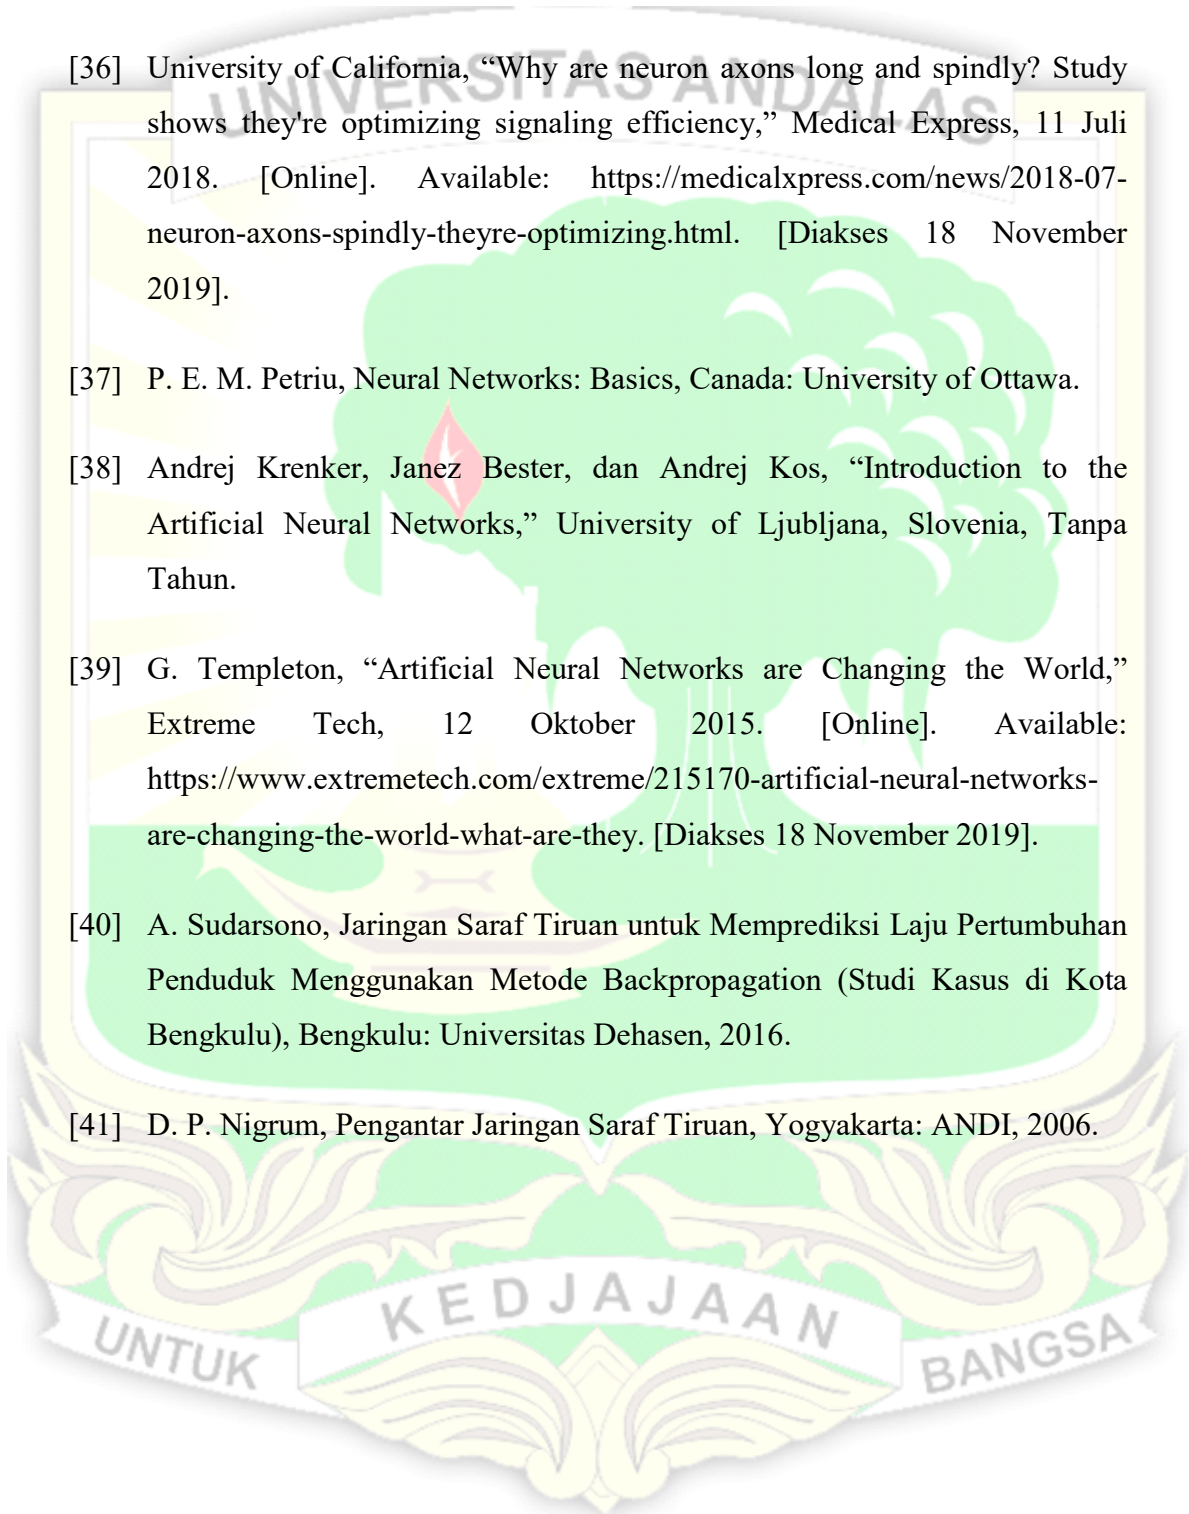 UNIVERSITAS ANDALAS
[36] University of California, “Why are neuron axons long and spindly? Study
shows they're optimizing signaling efficiency,” Medical Express, 11 Juli
2018. [Online]. Available: https://medicalxpress.com/news/2018-07-
neuron-axons-spindly-theyre-optimizing.html. [Diakses 18 November
2019].
[37] P. E. M. Petriu, Neural Networks: Basics, Canada: University of Ottawa.
[38] Andrej Krenker, Janez Bester, dan Andrej Kos, “Introduction to the
Artificial Neural Networks,” University of Ljubljana, Slovenia, Tanpa
Tahun.
[39] G. Templeton, “Artificial Neural Networks are Changing the World,”
Extreme Tech, 12 Oktober 2015. [Online]. Available:
https://www.extremetech.com/extreme/215170-artificial-neural-networks-
are-changing-the-world-what-are-they. [Diakses 18 November 2019].
[40] A. Sudarsono, Jaringan Saraf Tiruan untuk Memprediksi Laju Pertumbuhan
Penduduk Menggunakan Metode Backpropagation (Studi Kasus di Kota
Bengkulu), Bengkulu: Universitas Dehasen, 2016.
[41] D. P. Nigrum, Pengantar Jaringan Saraf Tiruan, Yogyakarta: ANDI, 2006.
UNTUK KEDJAJAAN BANGSA